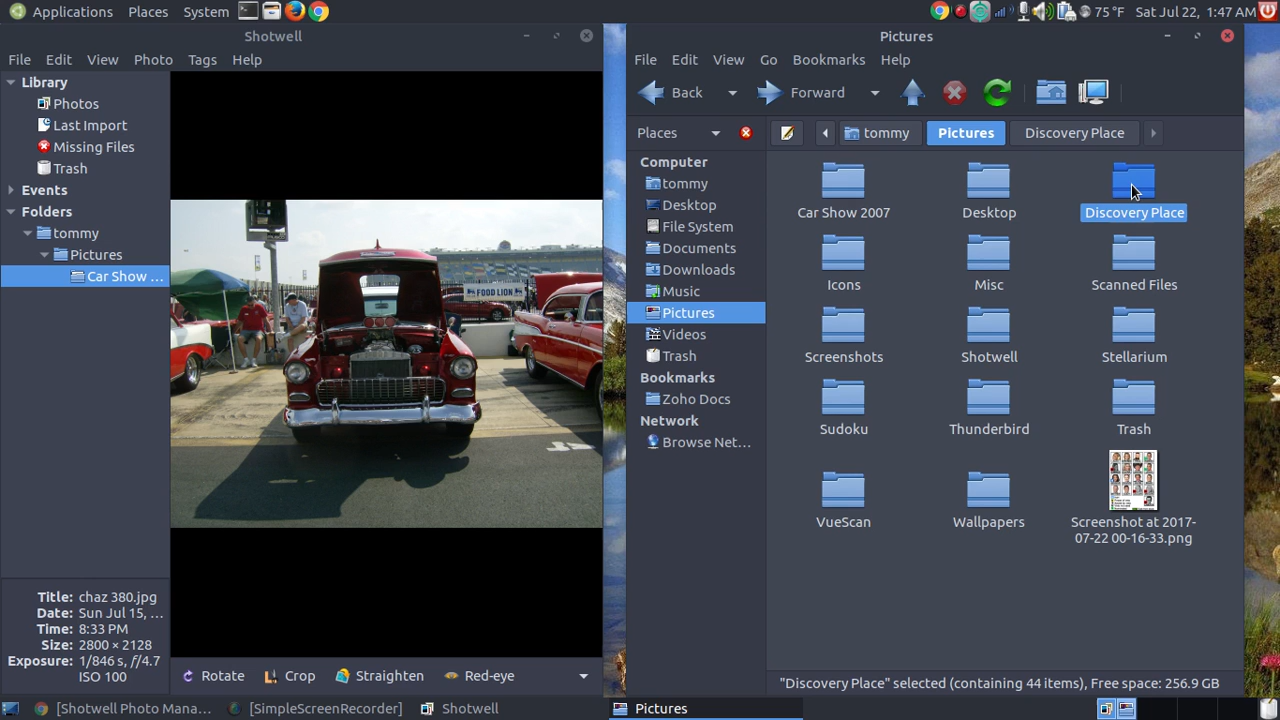 Applications Places System 75 °F Sat Jul 22, 1:47 AM
Shotwell
File Edit View Photo Tags Help
Library
Photos
Last Import
Missing Files
Trash
Events
Folders
tommy
Pictures
Car Show ...
FOOD LION
Title: chaz 380.jpg
Date: Sun Jul 15, ...
Time: 8:33 PM
Size: 2800 × 2128
Exposure: 1/846 s, f/4.7
ISO 100
Rotate Crop Straighten Red-eye
Pictures
File Edit View Go Bookmarks Help
Back Forward
Places tommy Pictures Discovery Place
Computer
tommy
Desktop
File System
Documents
Downloads
Music
Pictures
Videos
Trash
Bookmarks
Zoho Docs
Network
Browse Net...
Car Show 2007 Desktop Discovery Place
Icons Misc Scanned Files
Screenshots Shotwell Stellarium
Sudoku Thunderbird Trash
VueScan Wallpapers Screenshot at 2017-
07-22 00-16-33.png
"Discovery Place" selected (containing 44 items), Free space: 256.9 GB
[Shotwell Photo Mana... [SimpleScreenRecorder] Shotwell Pictures